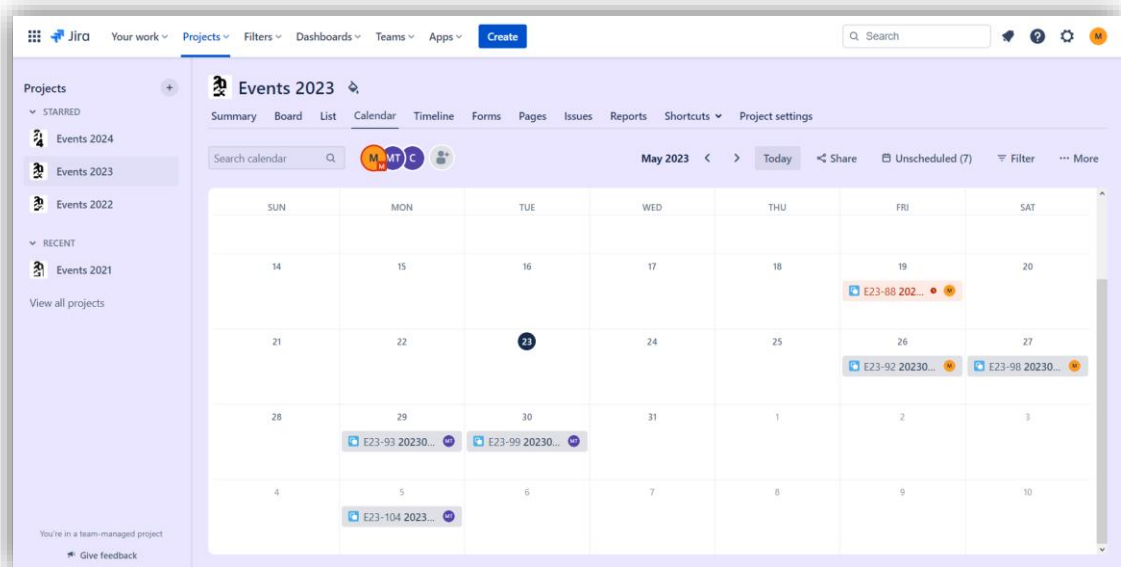 Jira Your work Projects Filters Dashboards Teams Apps Create Search M
Projects
STARRED
Events 2024
Events 2023
Events 2022
RECENT
Events 2021
View all projects
You're in a team-managed project
Give feedback
Events 2023
Summary Board List Calendar Timeline Forms Pages Issues Reports Shortcuts Project settings
Search calendar M M MT C May 2023 Today Share Unscheduled (7) Filter ··· More
SUN MON TUE WED THU FRI SAT
14 15 16 17 18 19 20
E23-88 202... M
21 22 23 24 25 26 27
E23-92 20230... M E23-98 20230... M
28 29 30 31 1 2 3
E23-93 20230... MT E23-99 20230... MT
4 5 6 7 8 9 10
E23-104 2023... MT